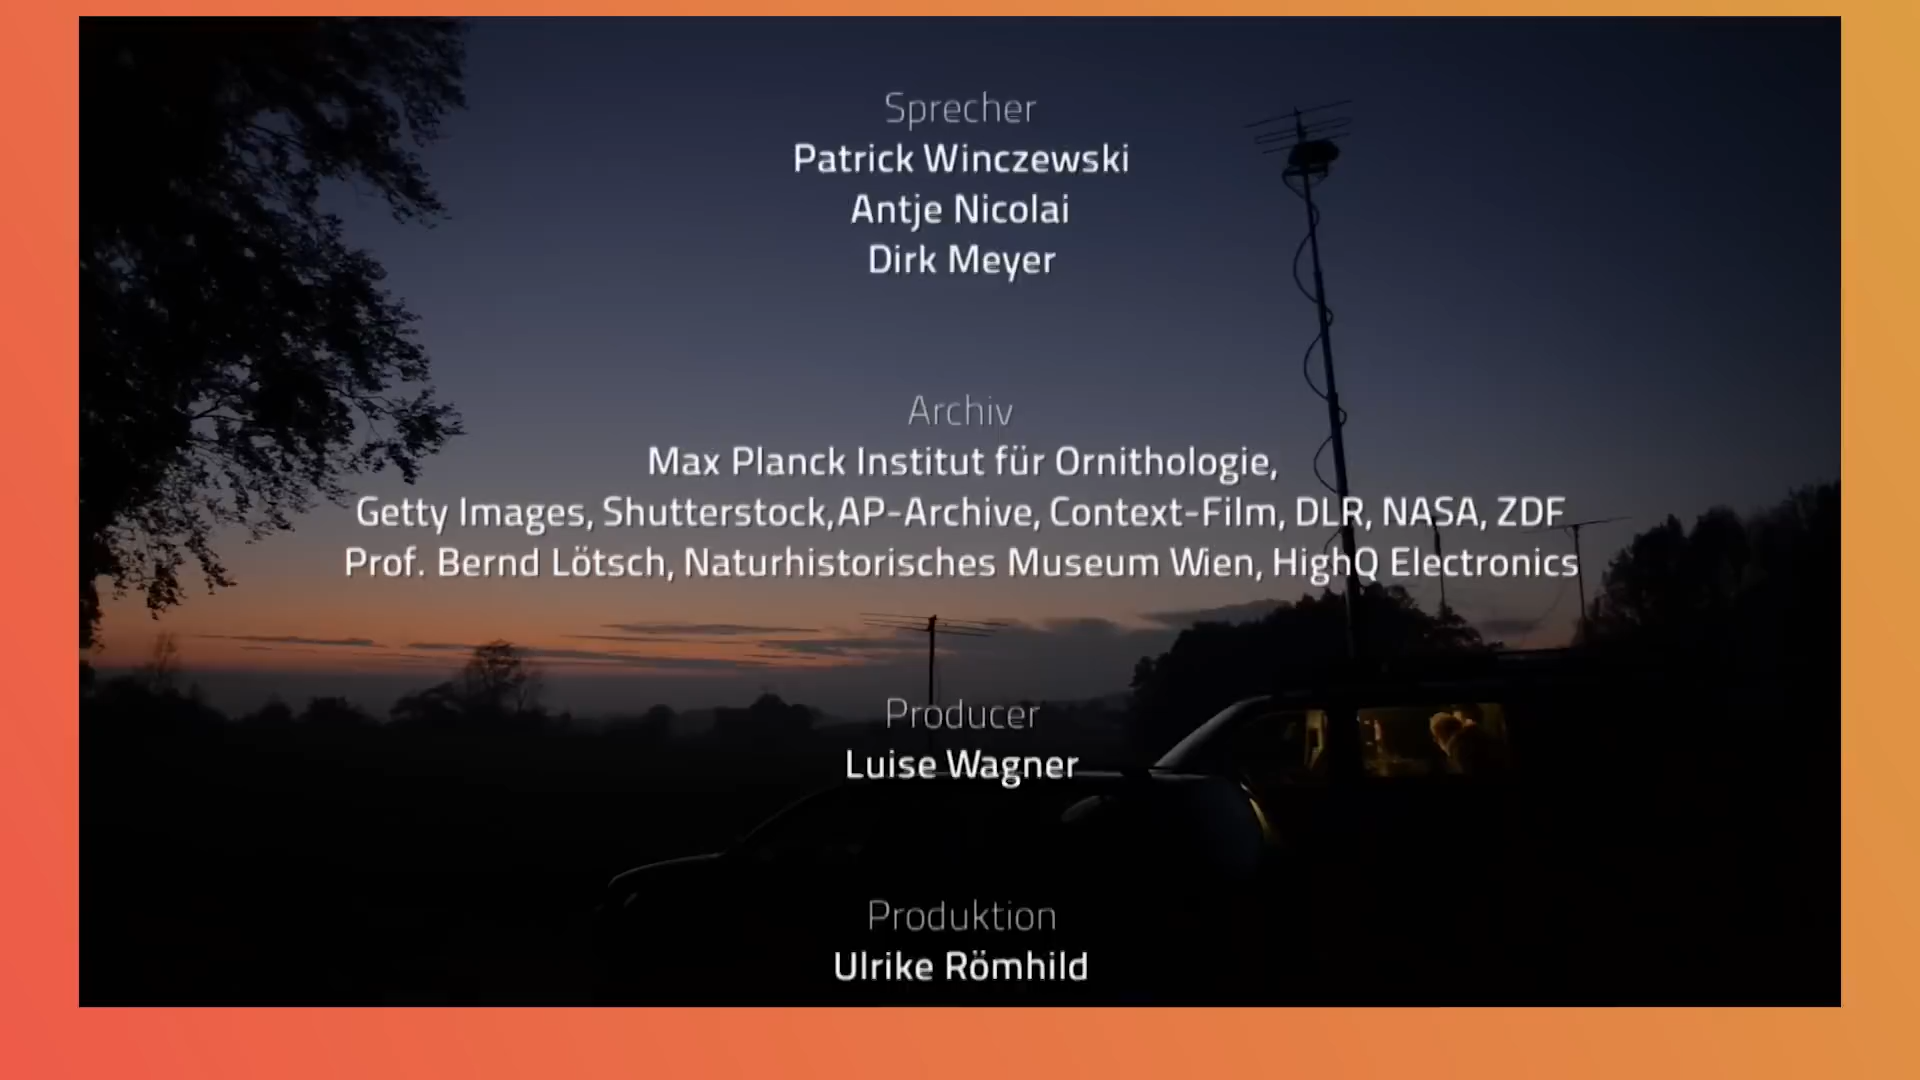 Sprecher
Patrick Winczewski
Antje Nicolai
Dirk Meyer
Archiv
Max Planck Institut für Ornithologie,
Getty Images, Shutterstock,AP-Archive, Context-Film, DLR, NASA, ZDF
Prof. Bernd Lötsch, Naturhistorisches Museum Wien, HighQ Electronics
Producer
Luise Wagner
Produktion
Ulrike Römhild